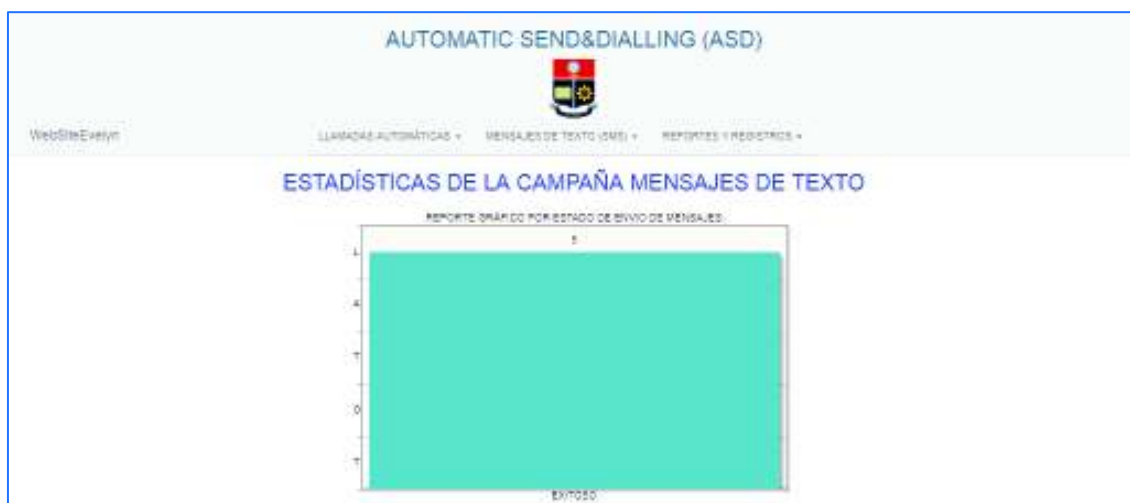 AUTOMATIC SEND&DIALLING (ASD)
WebSiteEvelyn
LLAMADAS AUTOMÁTICAS
MENSAJES DE TEXTO (SMS)
REPORTES Y REGISTROS
ESTADÍSTICAS DE LA CAMPAÑA MENSAJES DE TEXTO
REPORTE GRÁFICO POR ESTADO DE ENVIO DE MENSAJES
5
L
A
T
O
T
EXITOSO